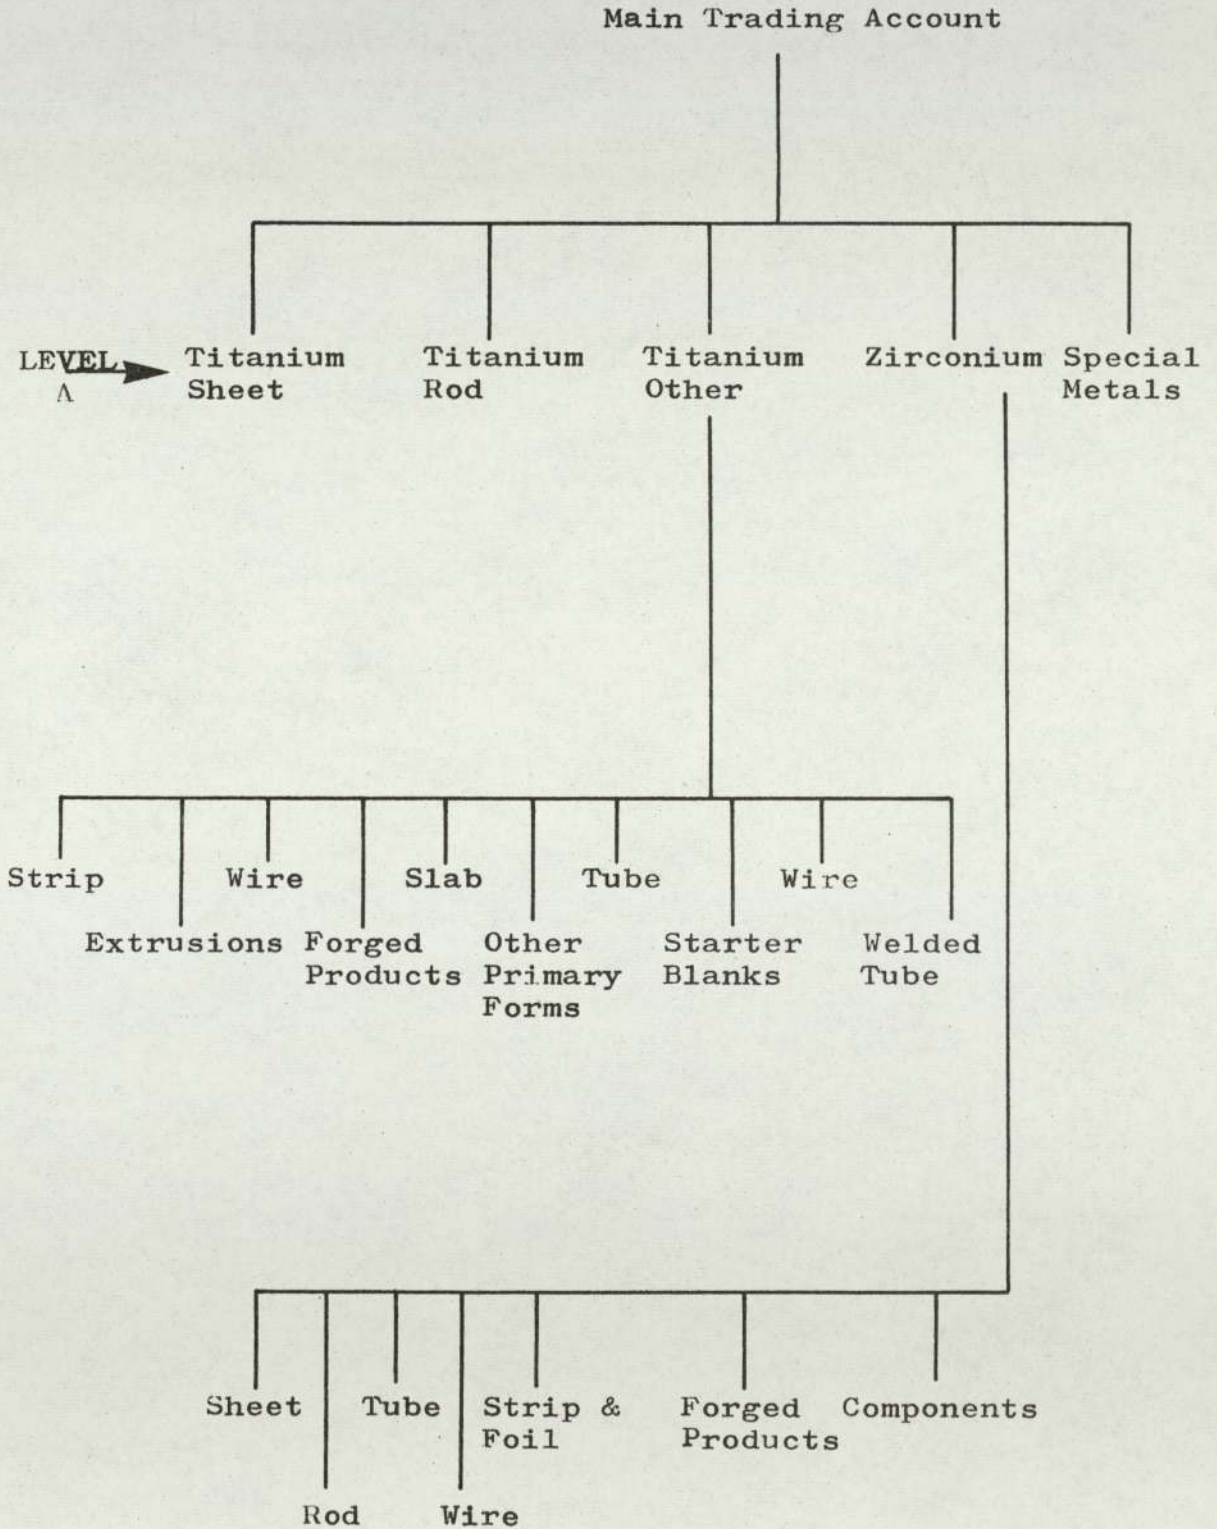 Main Trading Account
LEVEL
A
Titanium
Sheet
Titanium
Rod
Titanium
Other
Zirconium
Special
Metals
Strip
Extrusions
Wire
Forged
Products
Slab
Other
Primary
Forms
Tube
Starter
Blanks
Wire
Welded
Tube
Sheet
Rod
Tube
Wire
Strip &
Foil
Forged
Products
Components